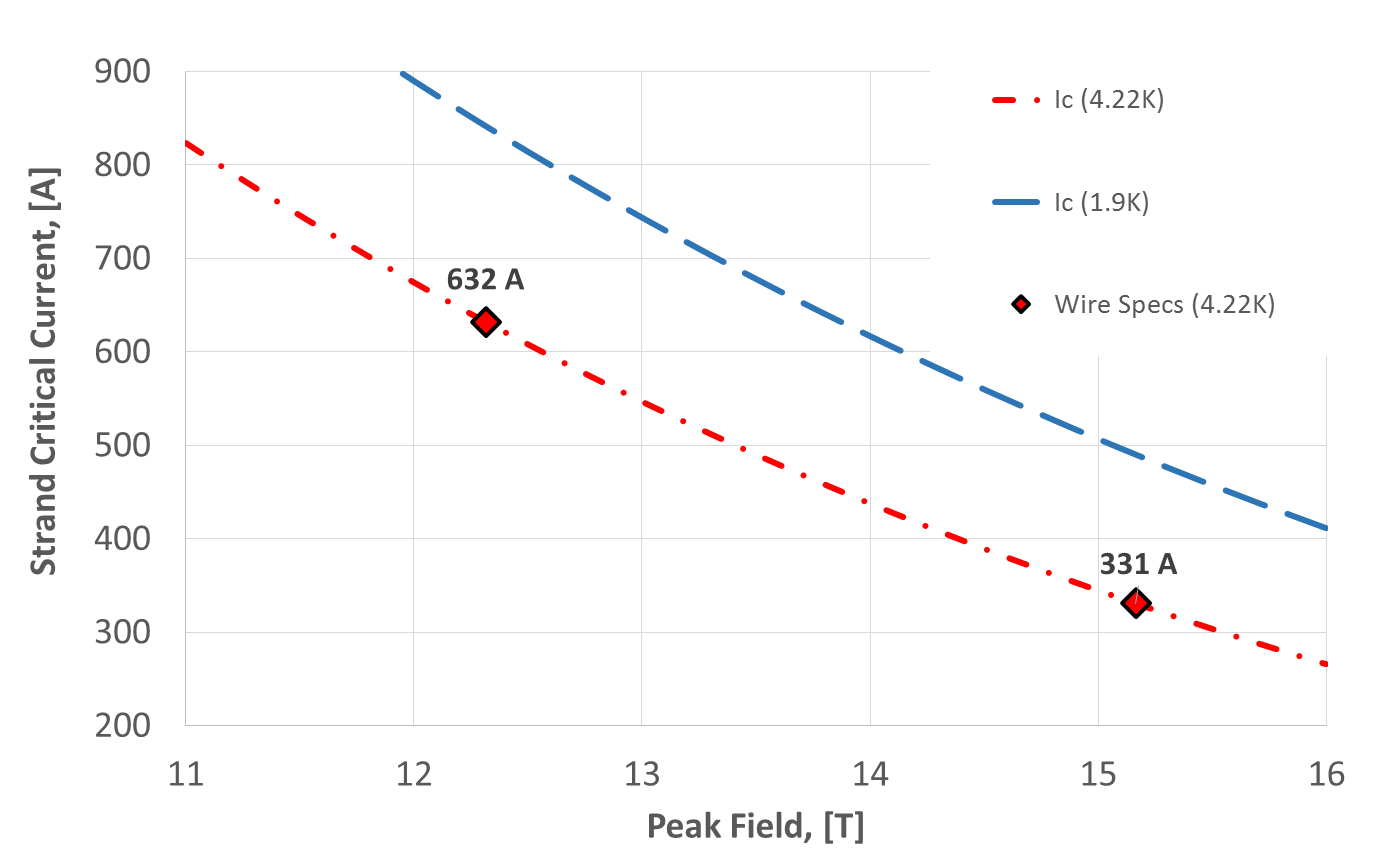 Strand Critical Current, [A]
900
800
700
600
500
400
300
200
632 A
331 A
Ic (4.22K)
Ic (1.9K)
Wire Specs (4.22K)
11 12 13 14 15 16
Peak Field, [T]